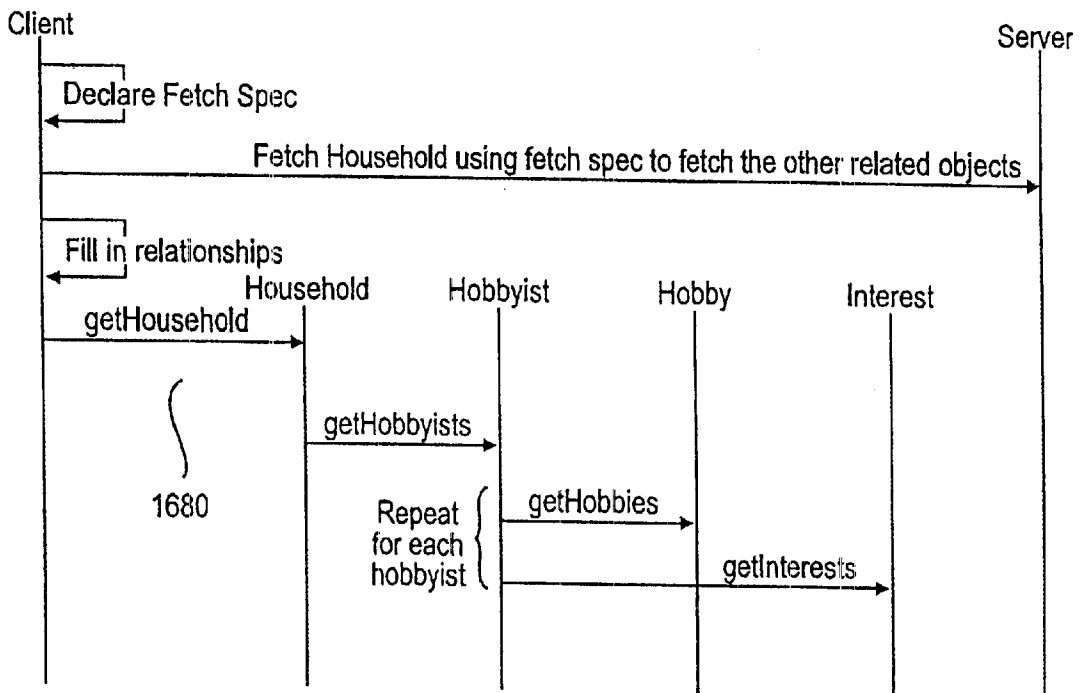 Client
Server
Declare Fetch Spec
Fetch Household using fetch spec to fetch the other related objects
Fill in relationships
Household
Hobbyist
Hobby
Interest
getHousehold
getHobbyists
1680
Repeat
for each
hobbyist
getHobbies
getInterests